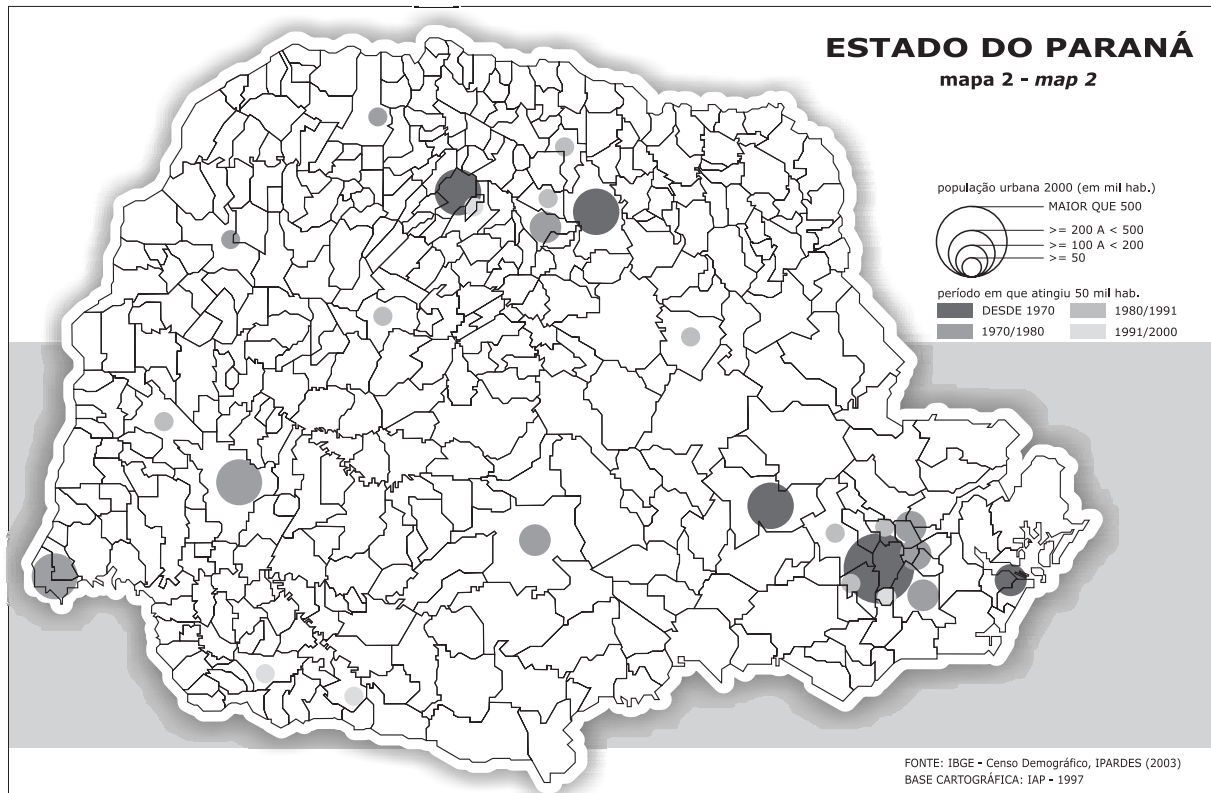 ESTADO DO PARANÁ
mapa 2 - map 2
população urbana 2000 (em mil hab.)
MAIOR QUE 500
>= 200 A < 500
>= 100 A < 200
>= 50
período em que atingiu 50 mil hab.
DESDE 1970
1980/1991
1970/1980
1991/2000
FONTE: IBGE - Censo Demográfico, IPARDES (2003)
BASE CARTOGRÁFICA: IAP - 1997